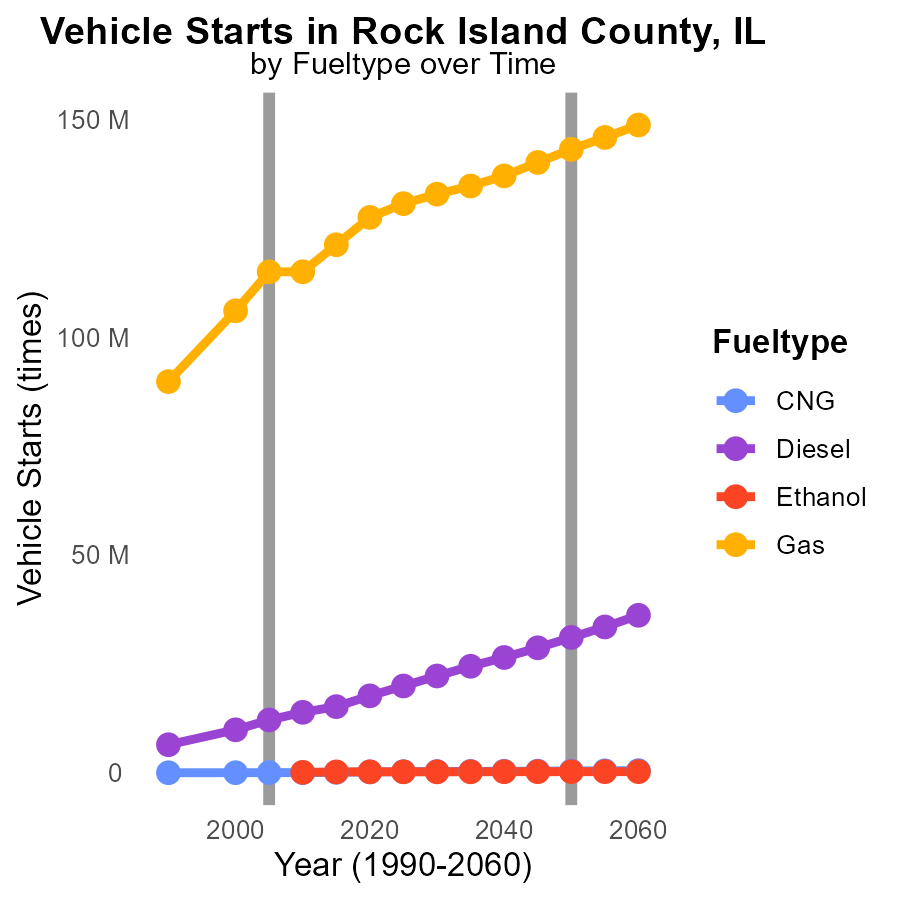 Vehicle Starts in Rock Island County, IL
by Fueltype over Time
150 M
100 M
50 M
0
Vehicle Starts (times)
2000
2020
2040
2060
Year (1990-2060)
Fueltype
CNG
Diesel
Ethanol
Gas